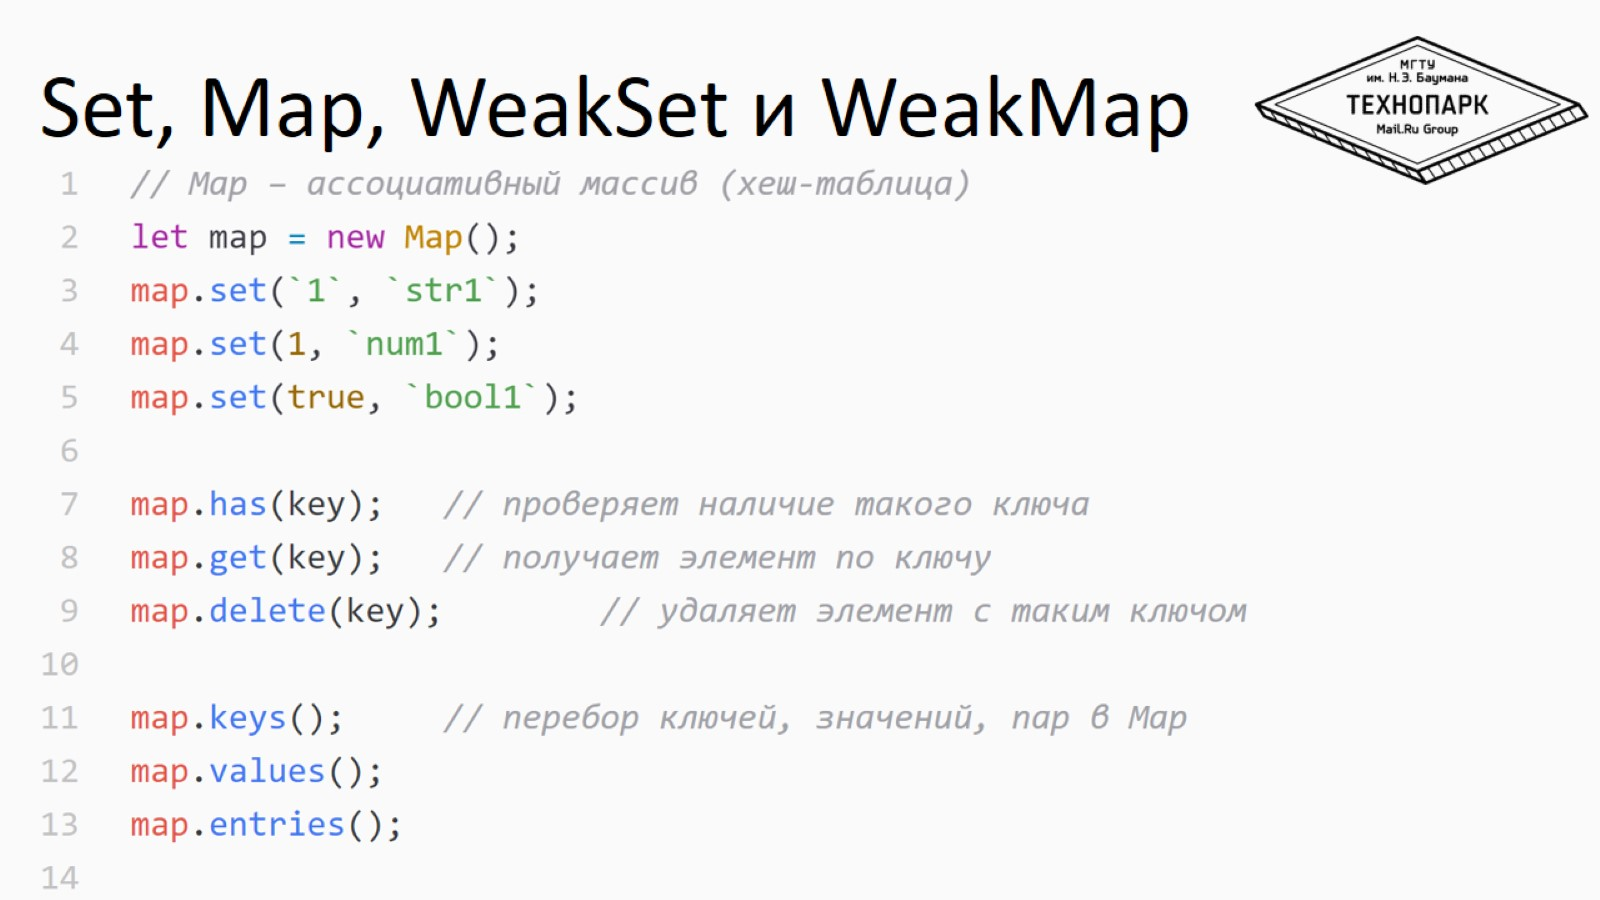 Set, Map, WeakSet и WeakMap
МГТУ
им. Н.Э. Баумана
ТЕХНОПАРК
Mail.Ru Group
1 // Map – ассоциативный массив (хеш-таблица)
2 let map = new Map();
3 map.set(`1`, `str1`);
4 map.set(1, `num1`);
5 map.set(true, `bool1`);
6
7 map.has(key); // проверяет наличие такого ключа
8 map.get(key); // получает элемент по ключу
9 map.delete(key); // удаляет элемент с таким ключом
10
11 map.keys(); // перебор ключей, значений, пар в Map
12 map.values();
13 map.entries();
14